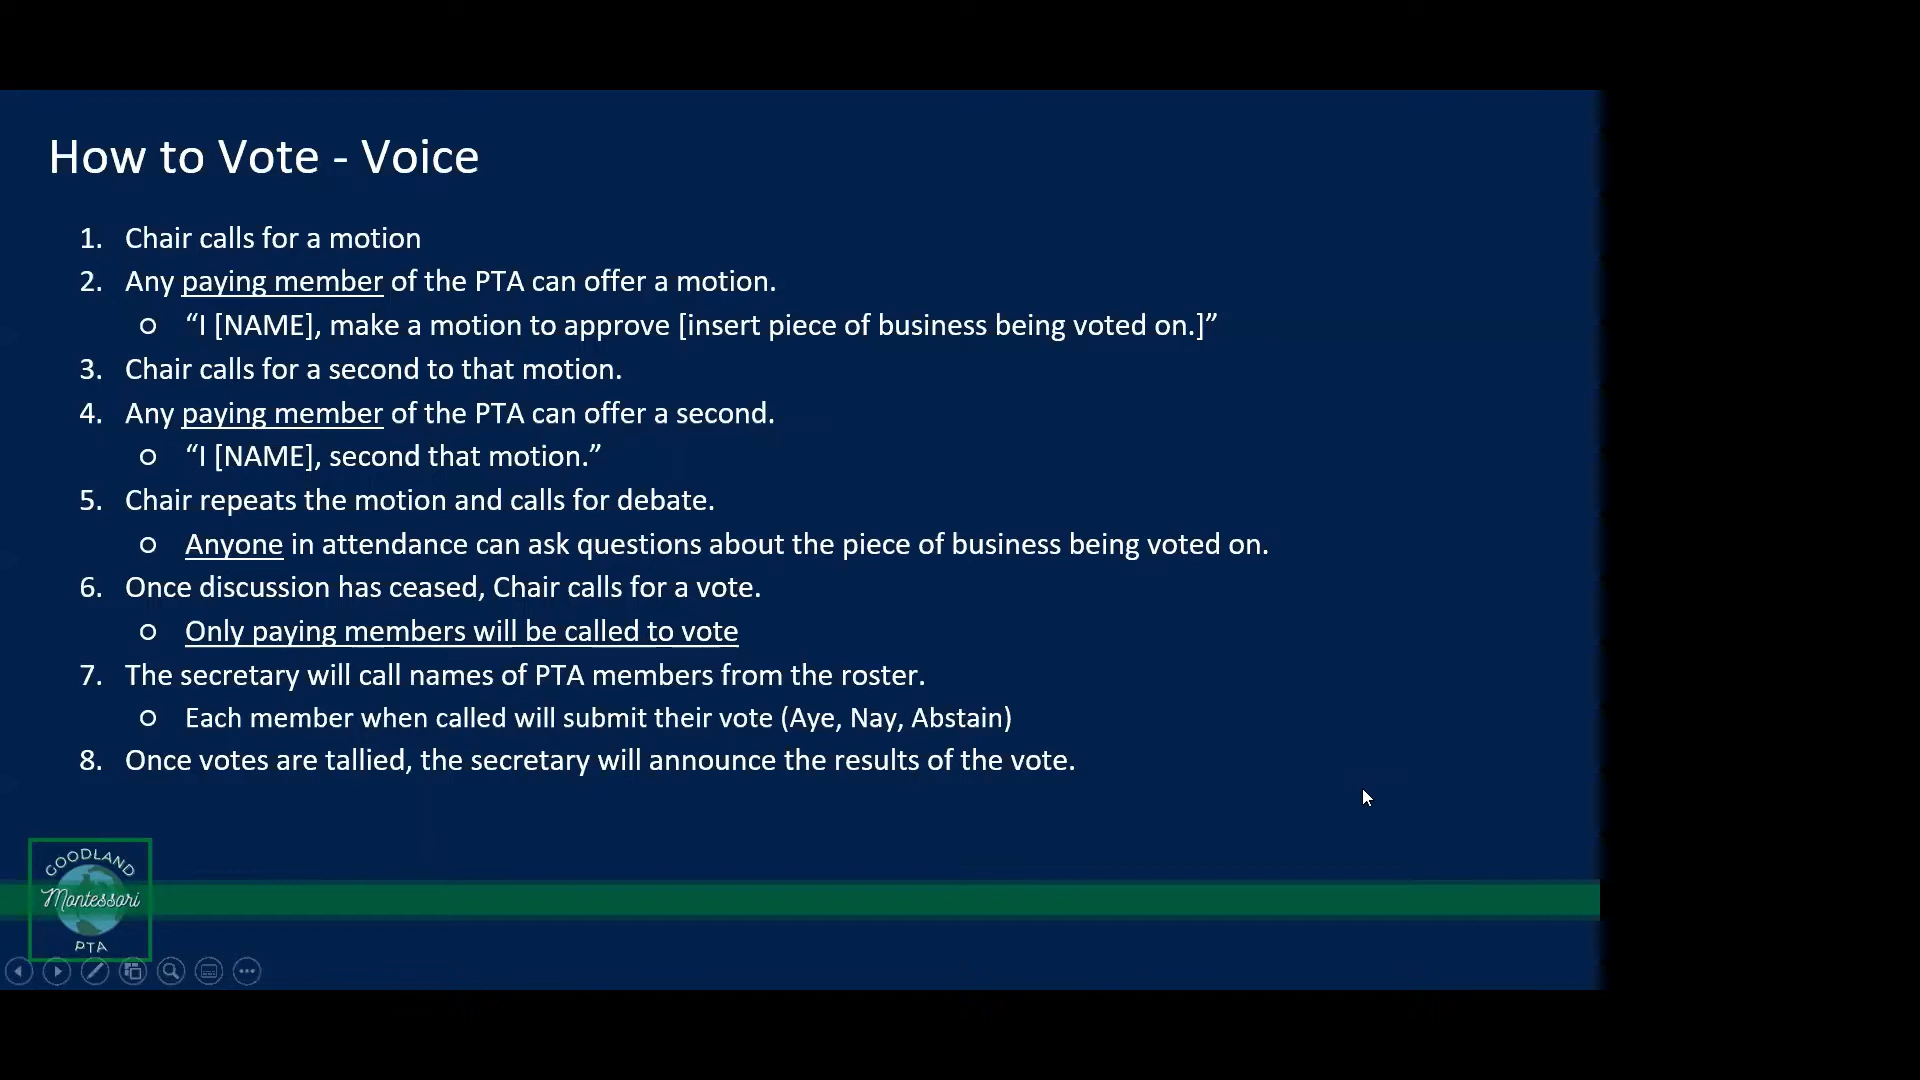 How to Vote - Voice
1. Chair calls for a motion
2. Any paying member of the PTA can offer a motion.
○ “I [NAME], make a motion to approve [insert piece of business being voted on.]”
3. Chair calls for a second to that motion.
4. Any paying member of the PTA can offer a second.
○ “I [NAME], second that motion.”
5. Chair repeats the motion and calls for debate.
○ Anyone in attendance can ask questions about the piece of business being voted on.
6. Once discussion has ceased, Chair calls for a vote.
○ Only paying members will be called to vote
7. The secretary will call names of PTA members from the roster.
○ Each member when called will submit their vote (Aye, Nay, Abstain)
8. Once votes are tallied, the secretary will announce the results of the vote.
GOODLAND
Montessori
PTA